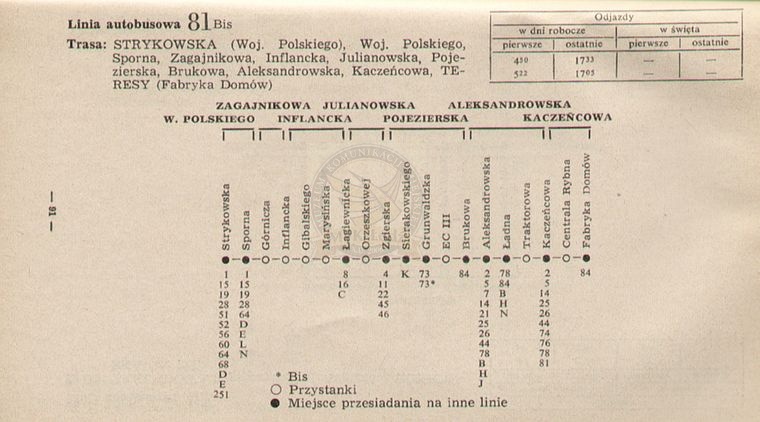 Linia autobusowa 81 Bis
Trasa: STRYKOWSKA (Woj. Polskiego), Woj. Polskiego,
Sporna, Zagajnikowa, Inflancka, Julianowska, Poje-
zierska, Brukowa, Aleksandrowska, Kaczeńcowa, TE-
RESY (Fabryka Domów)
Odjazdy
w dni robocze w święta
pierwsze ostatnie pierwsze ostatnie
4⁵⁰ 17³³ — —
5²² 17⁰⁵ — —
ZAGAJNIKOWA JULIANOWSKA ALEKSANDROWSKA
W. POLSKIEGO INFLANCKA POJEZIERSKA KACZEŃCOWA
— 91 —
Strykowska
Sporna
Górnicza
Inflancka
Gibalskiego
Marysińska
Łagiewnicka
Orzeszkowej
Zgierska
Sierakowskiego
Grunwaldzka
EC III
Brukowa
Aleksandrowska
Ładna
Traktorowa
Kaczeńcowa
Centrala Rybna
Fabryka Domów
1 1 8 4 K 73 84 2 78 2 84
15 15 16 11 73* 5 84 5
19 19 C 22 7 B 14
28 28 45 14 H 25
51 64 46 21 N 26
52 D 25 44
56 E 26 74
60 L 44 76
64 N 78 78
68 B 81
D H
E J
251
* Bis
Przystanki
Miejsce przesiadania na inne linie